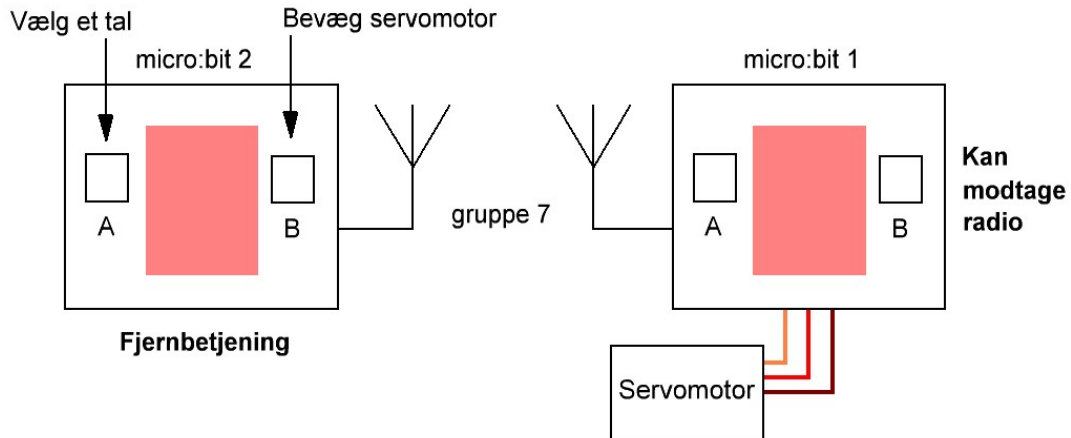 Vælg et tal
Bevæg servomotor
micro:bit 2
A
B
Fjernbetjening
gruppe 7
micro:bit 1
A
B
Kan
modtage
radio
Servomotor